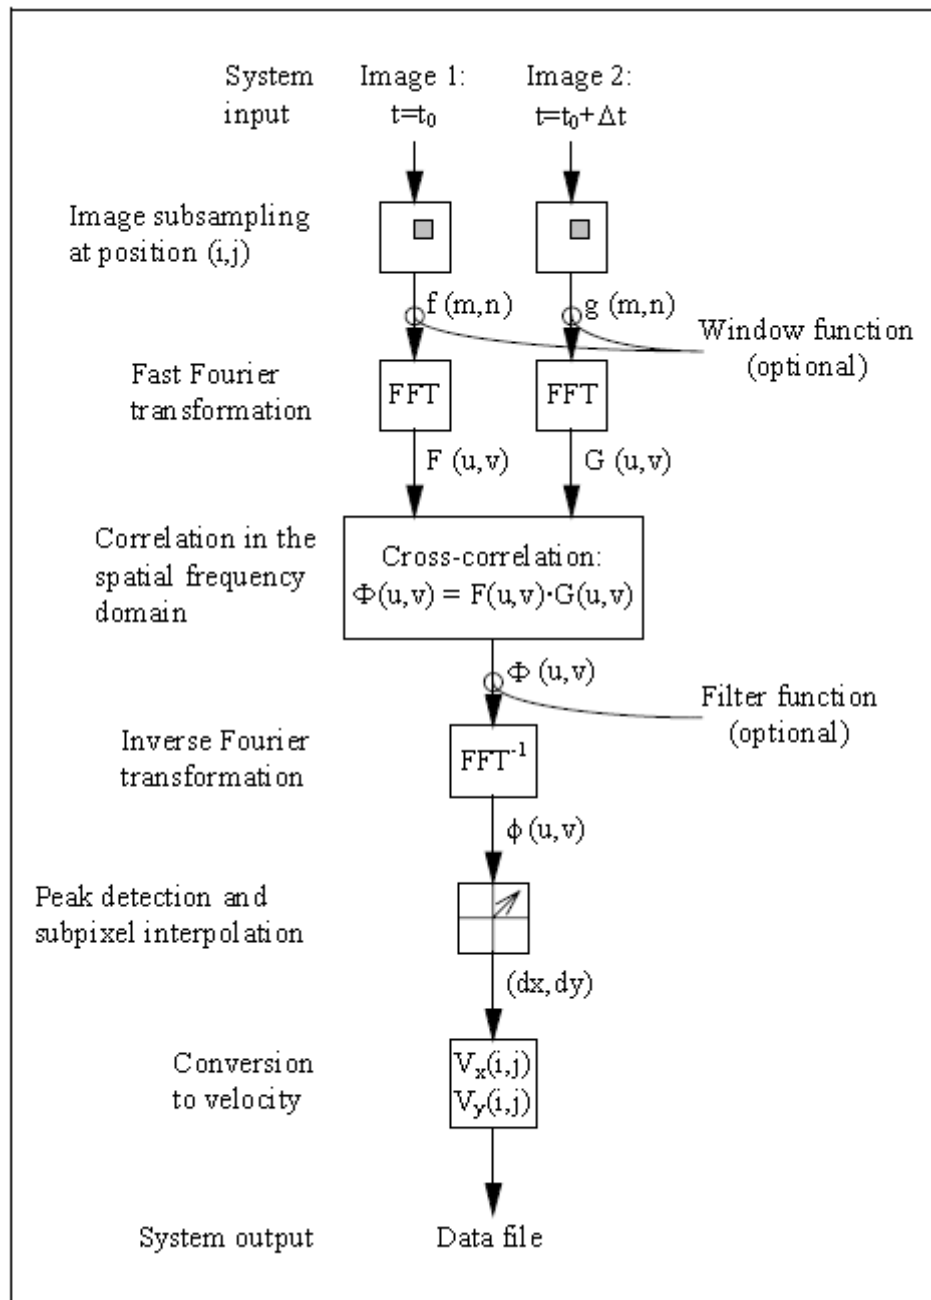 System input
Image 1:
t=t₀
Image 2:
t=t₀+Δt
Image subsampling
at position (i,j)
f (m,n)
g (m,n)
Window function
(optional)
Fast Fourier
transformation
FFT
FFT
F (u,v)
G (u,v)
Correlation in the
spatial frequency
domain
Cross-correlation:
Φ(u,v) = F(u,v)·G(u,v)
Φ (u,v)
Filter function
(optional)
Inverse Fourier
transformation
FFT⁻¹
ϕ (u,v)
Peak detection and
subpixel interpolation
(dx,dy)
Conversion
to velocity
Vₓ(i,j)
Vᵧ(i,j)
System output
Data file